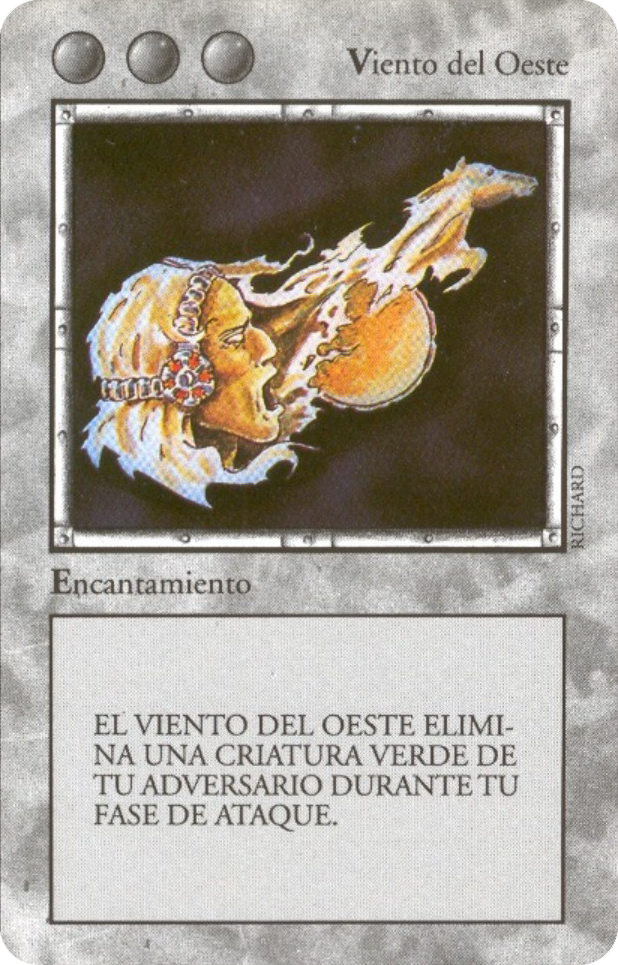 Viento del Oeste
RICHARD
Encantamiento
EL VIENTO DEL OESTE ELIMI-
NA UNA CRIATURA VERDE DE
TU ADVERSARIO DURANTE TU
FASE DE ATAQUE.